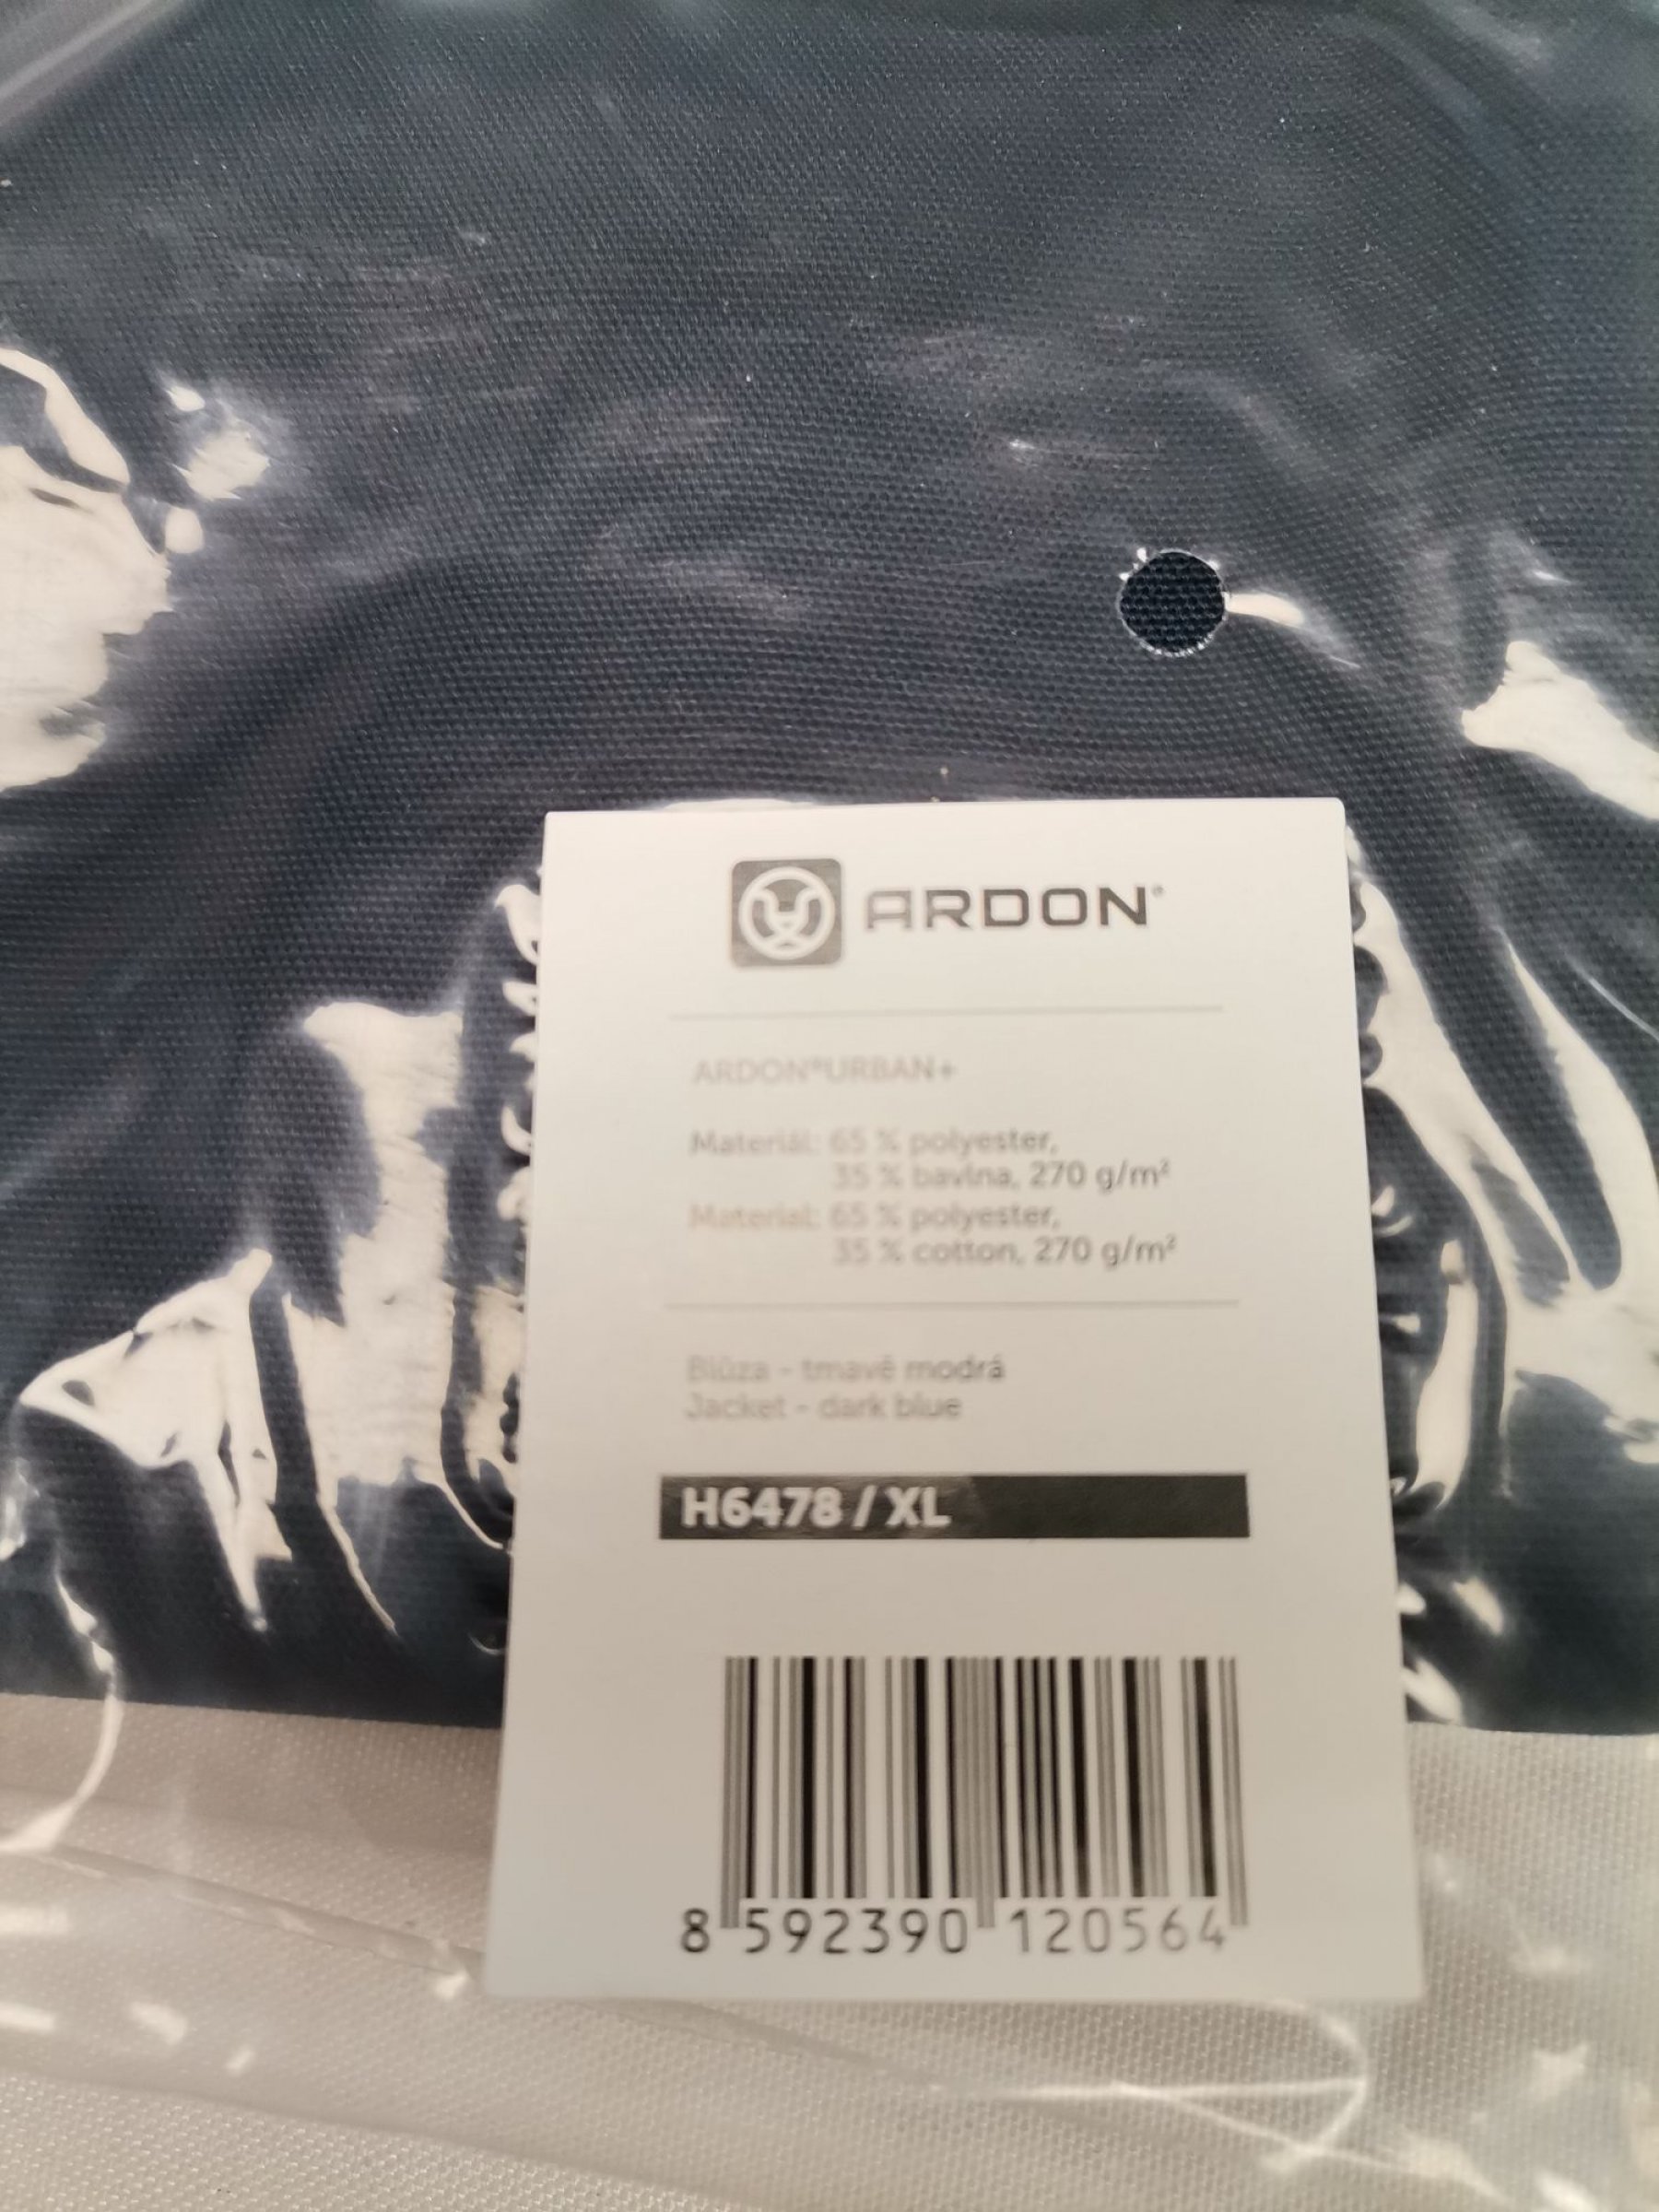 ARDON®
ARDON®URBAN+
Materiál: 65 % polyester,
35 % bavlna, 270 g/m²
Material: 65 % polyester,
35 % cotton, 270 g/m²
Blůza - tmavě modrá
Jacket - dark blue
H6478 / XL
8 592390 120564